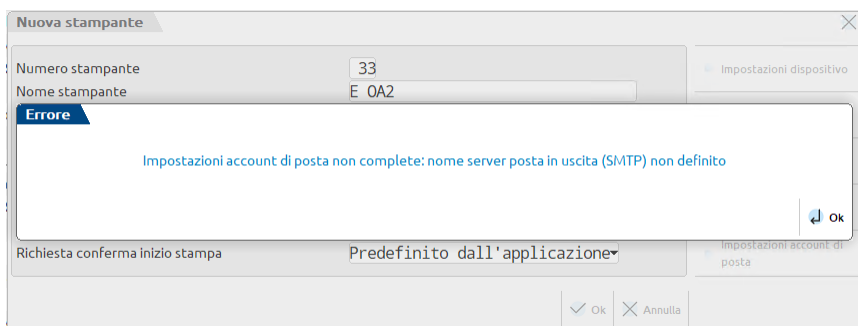 Nuova stampante
Numero stampante 33 Impostazioni dispositivo
Nome stampante E 0A2
Errore
Impostazioni account di posta non complete: nome server posta in uscita (SMTP) non definito
Ok
Richiesta conferma inizio stampa Predefinito dall'applicazione
Impostazioni account di
posta
Ok Annulla